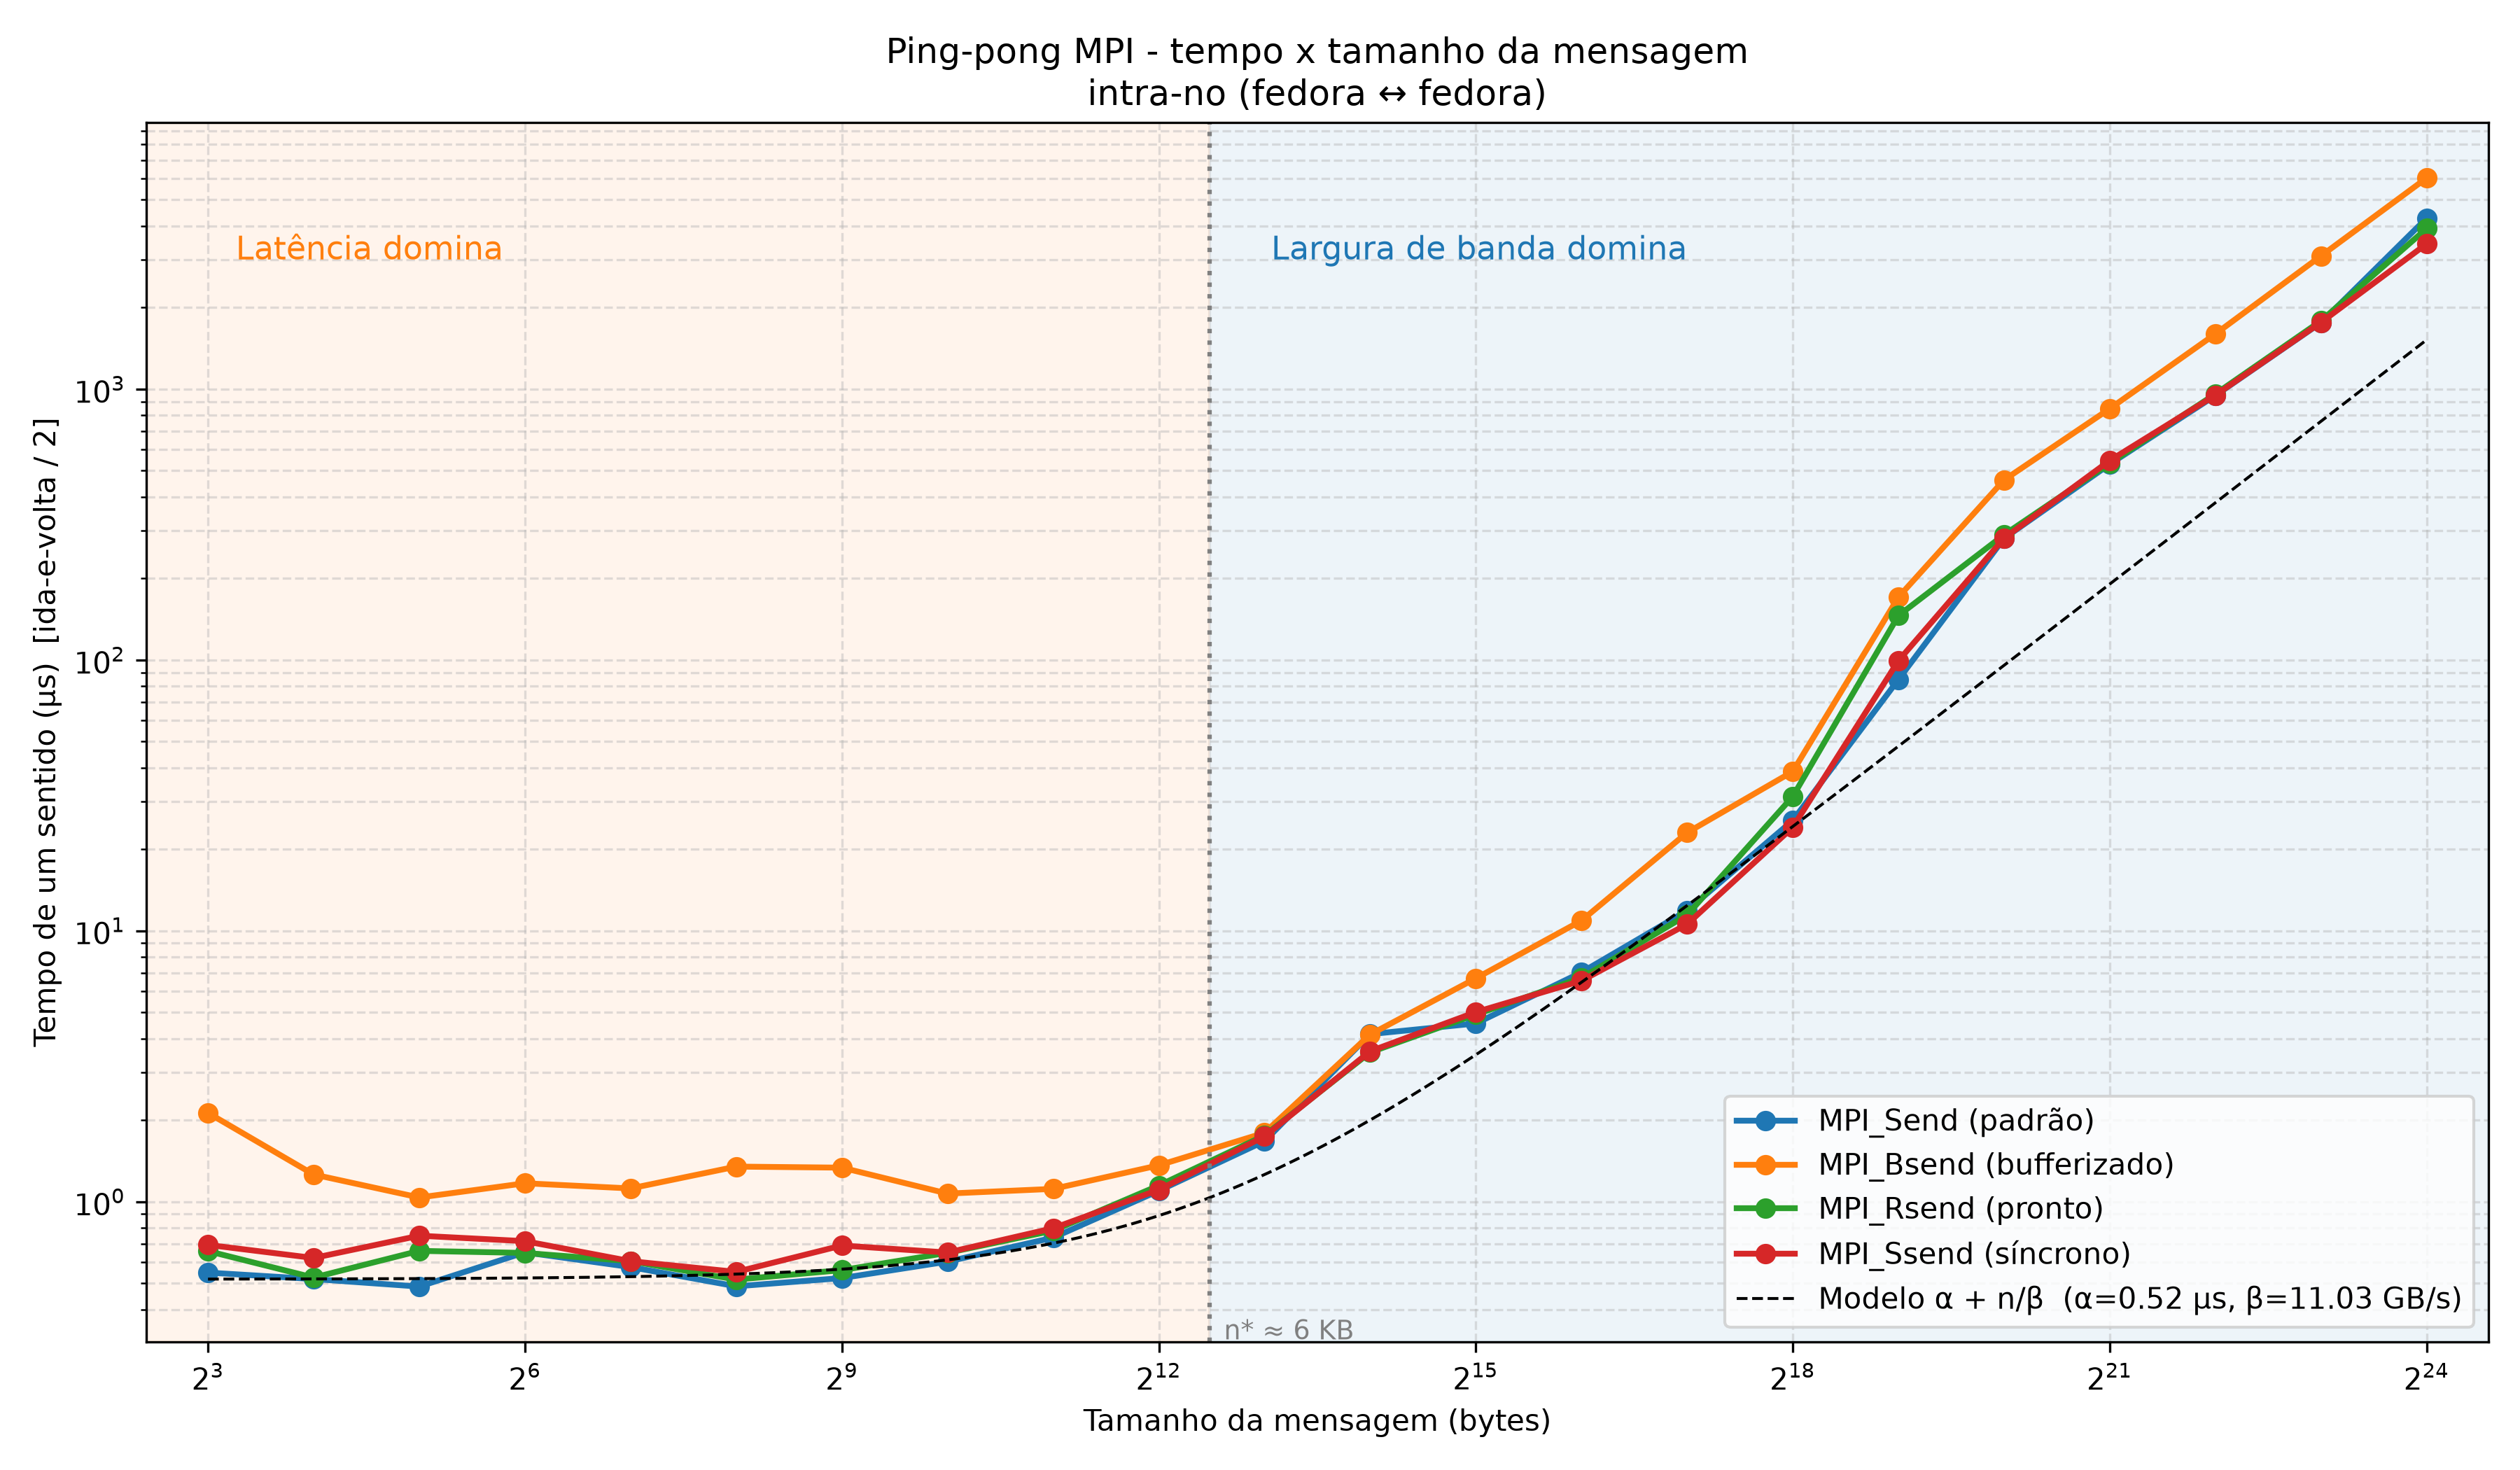 Ping-pong MPI - tempo x tamanho da mensagem
intra-no (fedora ↔ fedora)
Tempo de um sentido (µs)  [ida-e-volta / 2]
10³
10²
10¹
10⁰
Latência domina
Largura de banda domina
n* ≈ 6 KB
MPI_Send (padrão)
MPI_Bsend (bufferizado)
MPI_Rsend (pronto)
MPI_Ssend (síncrono)
Modelo α + n/β  (α=0.52 µs, β=11.03 GB/s)
2³ 2⁶ 2⁹ 2¹² 2¹⁵ 2¹⁸ 2²¹ 2²⁴
Tamanho da mensagem (bytes)